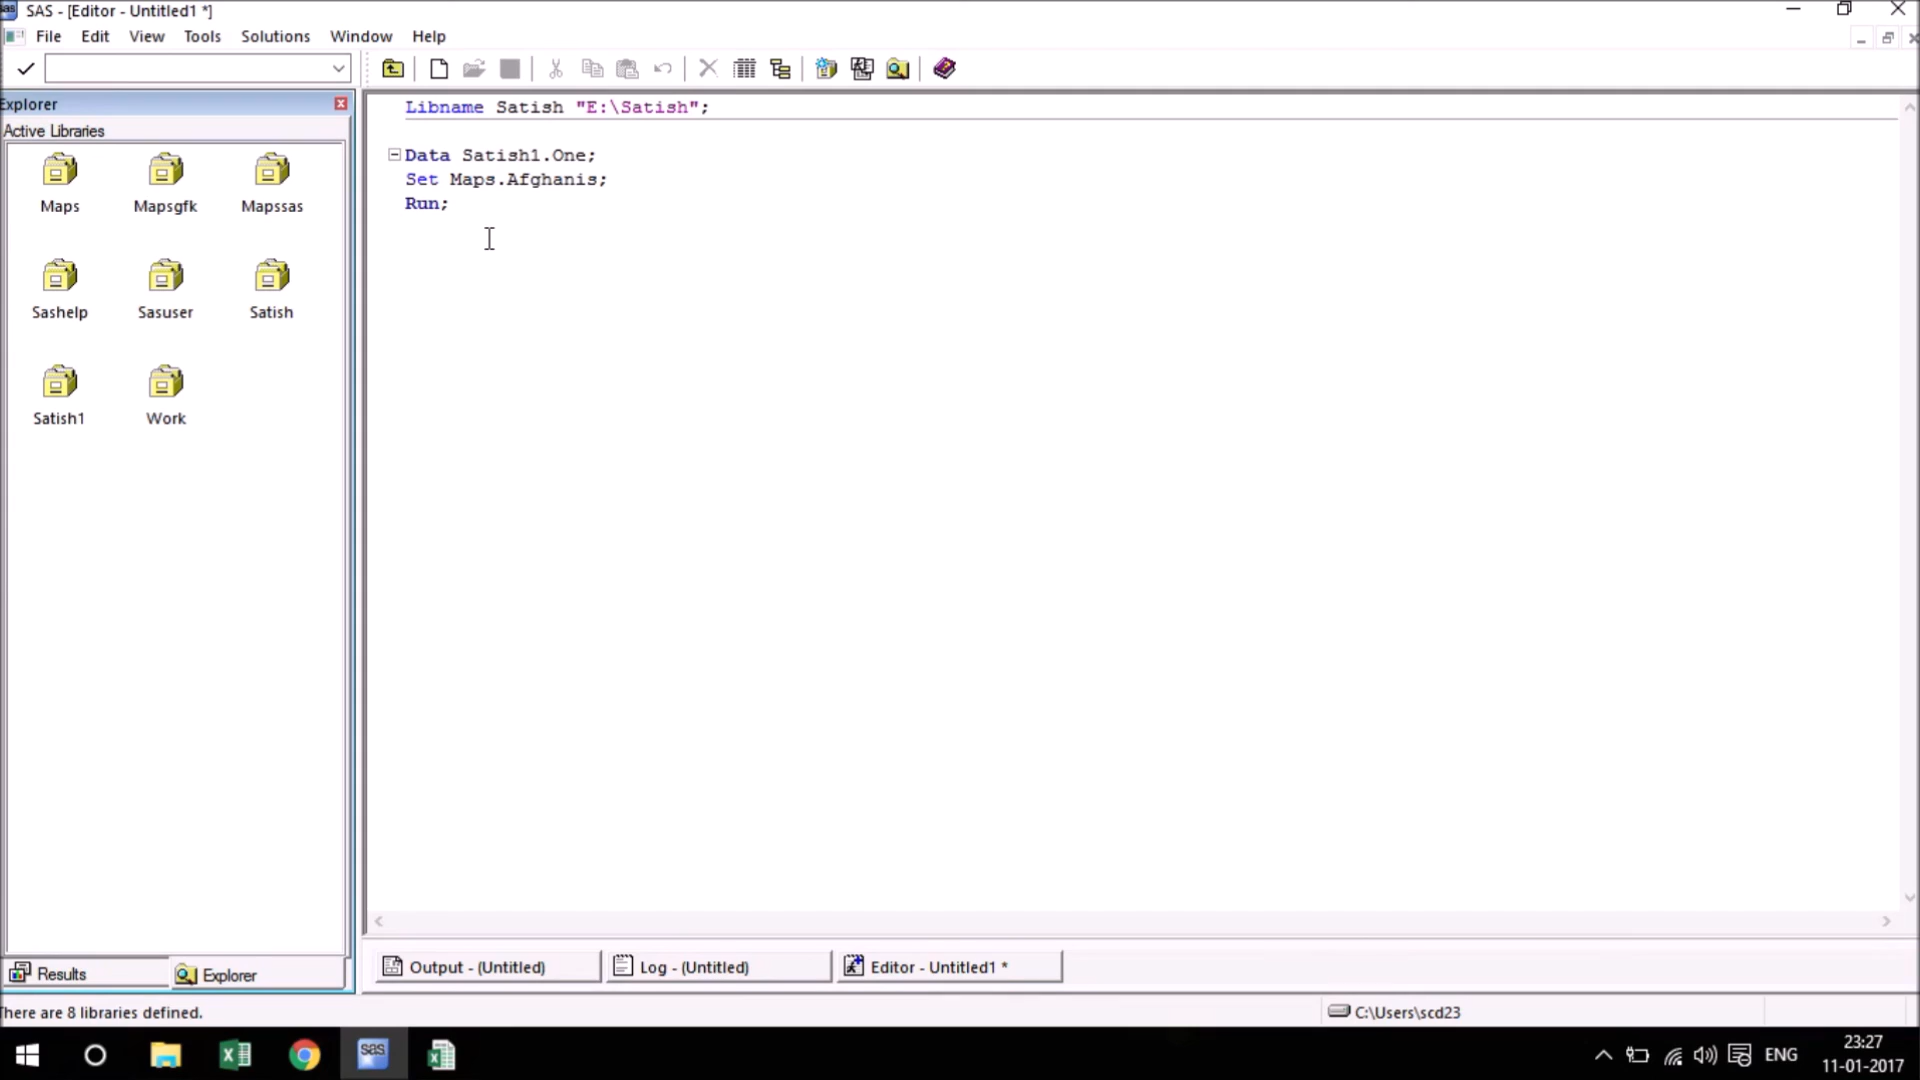 SAS - [Editor - Untitled1 *]
File Edit View Tools Solutions Window Help
Explorer
Active Libraries
Maps Mapsgfk Mapssas
Sashelp Sasuser Satish
Satish1 Work
Libname Satish "E:\Satish";
Data Satish1.One;
Set Maps.Afghanis;
Run;
Results Explorer
Output - (Untitled) Log - (Untitled) Editor - Untitled1 *
here are 8 libraries defined.
C:\Users\scd23
sas
ENG
23:27
11-01-2017